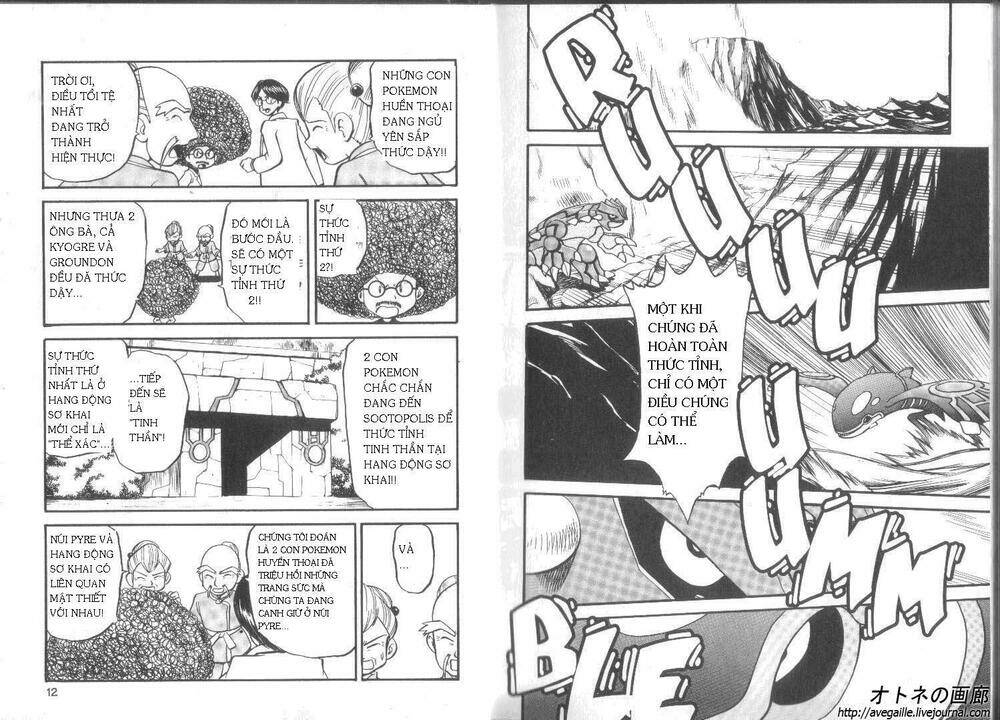 NHỮNG CON
POKEMON
HUYỀN THOẠI
ĐANG NGỦ
YÊN SẮP
THỨC DẬY!!
TRỜI ƠI,
ĐIỀU TỒI TỆ
NHẤT
ĐANG TRỞ
THÀNH
HIỆN THỰC!
SỰ
THỨC
TỈNH
THỨ
2?!
ĐÓ MỚI LÀ
BƯỚC ĐẦU.
SẼ CÓ MỘT
SỰ THỨC
TỈNH THỨ
2!!
NHƯNG THƯA 2
ÔNG BÀ, CẢ
KYOGRE VÀ
GROUNDON
ĐỀU ĐÃ THỨC
DẬY...
2 CON
POKEMON
CHẮC CHẮN
ĐANG ĐẾN
SOOTOPOLIS ĐỂ
THỨC TỈNH
TINH THẦN TẠI
HANG ĐỘNG SƠ
KHAI!!
...TIẾP
ĐẾN SẼ
LÀ
"TINH
THẦN"!
SỰ THỨC
TỈNH THỨ
NHẤT LÀ Ở
HANG ĐỘNG
SƠ KHAI
MỚI CHỈ LÀ
"THỂ XÁC"...
VÀ
...
CHÚNG TÔI ĐOÁN
LÀ 2 CON POKEMON
HUYỀN THOẠI ĐÃ
TRIỆU HỒI NHỮNG
TRANG SỨC MÀ
CHÚNG TA ĐANG
CANH GIỮ Ở NÚI
PYRE...
NÚI PYRE VÀ
HANG ĐỘNG
SƠ KHAI CÓ
LIÊN QUAN
MẬT THIẾT
VỚI NHAU!
12
RUUUUUUUMM
BLE
MỘT KHI
CHÚNG ĐÃ
HOÀN TOÀN
THỨC TỈNH,
CHỈ CÓ MỘT
ĐIỀU CHÚNG
CÓ THỂ
LÀM...
オトネの画廊
http://avegaille.livejournal.com